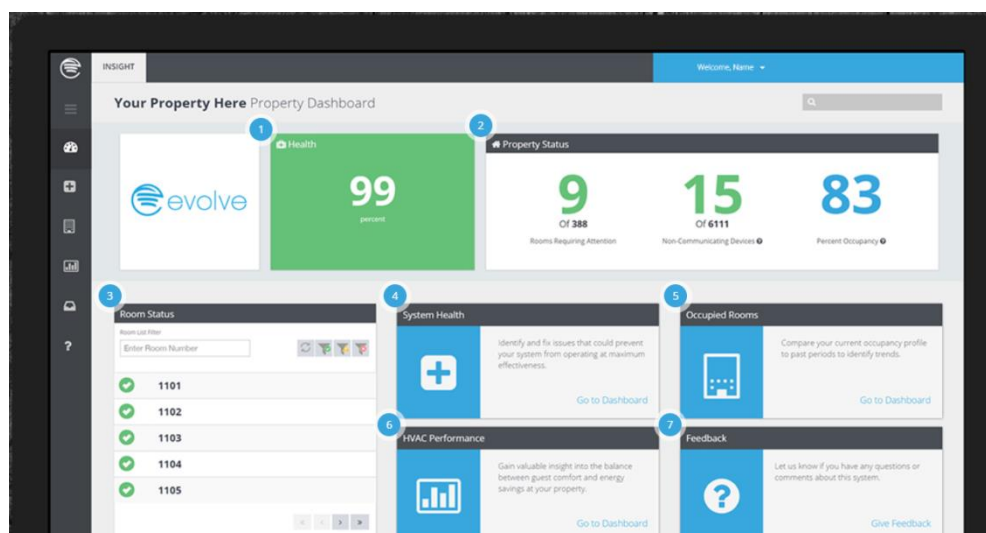 INSIGHT
Welcome, Name
Your Property Here Property Dashboard
1
Health
99
percent
evolve
2
Property Status
9
Of 388
Rooms Requiring Attention
15
Of 6111
Non-Communicating Devices
83
Percent Occupancy
3
Room Status
Room List Filter
Enter Room Number
1101
1102
1103
1104
1105
4
System Health
Identify and fix issues that could prevent
your system from operating at maximum
effectiveness.
Go to Dashboard
5
Occupied Rooms
Compare your current occupancy profile
to past periods to identify trends.
Go to Dashboard
6
HVAC Performance
Gain valuable insight into the balance
between guest comfort and energy
savings at your property.
Go to Dashboard
7
Feedback
Let us know if you have any questions or
comments about this system.
Give Feedback